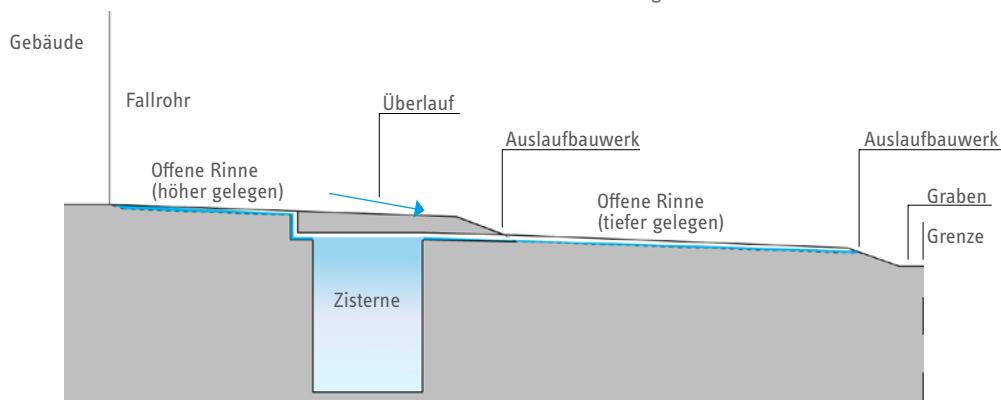 Gebäude
Fallrohr
Überlauf
Auslaufbauwerk
Auslaufbauwerk
Offene Rinne
(höher gelegen)
Offene Rinne
(tiefer gelegen)
Graben
Grenze
Zisterne